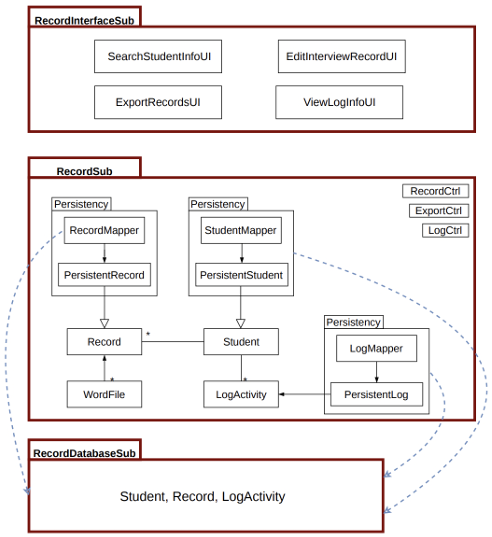 RecordInterfaceSub
SearchStudentInfoUI
EditInterviewRecordUI
ExportRecordsUI
ViewLogInfoUI
RecordSub
RecordCtrl
ExportCtrl
LogCtrl
Persistency
RecordMapper
PersistentRecord
Persistency
StudentMapper
PersistentStudent
Record
*
Student
Persistency
LogMapper
PersistentLog
*
WordFile
*
LogActivity
RecordDatabaseSub
Student, Record, LogActivity